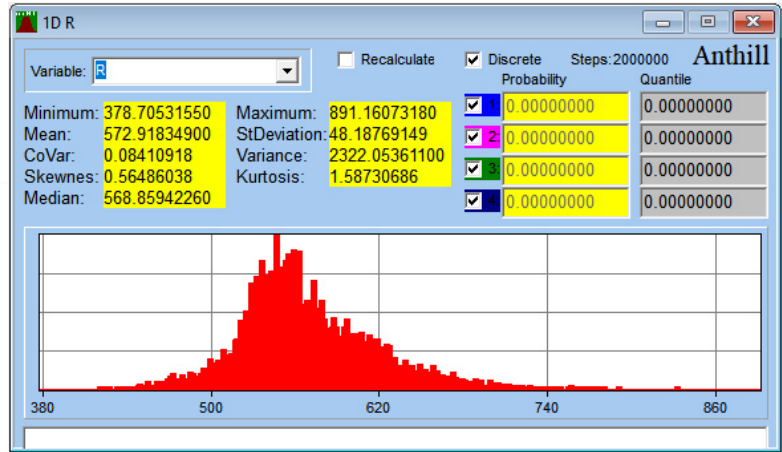 1D R
Variable: R
Recalculate
Discrete Steps:2000000 Anthill
Probability Quantile
Minimum: 378.70531550 Maximum: 891.16073180
Mean: 572.91834900 StDeviation: 48.18769149
CoVar: 0.08410918 Variance: 2322.05361100
Skewnes: 0.56486038 Kurtosis: 1.58730686
Median: 568.85942260
1: 0.00000000 0.00000000
2: 0.00000000 0.00000000
3: 0.00000000 0.00000000
4: 0.00000000 0.00000000
380 500 620 740 860